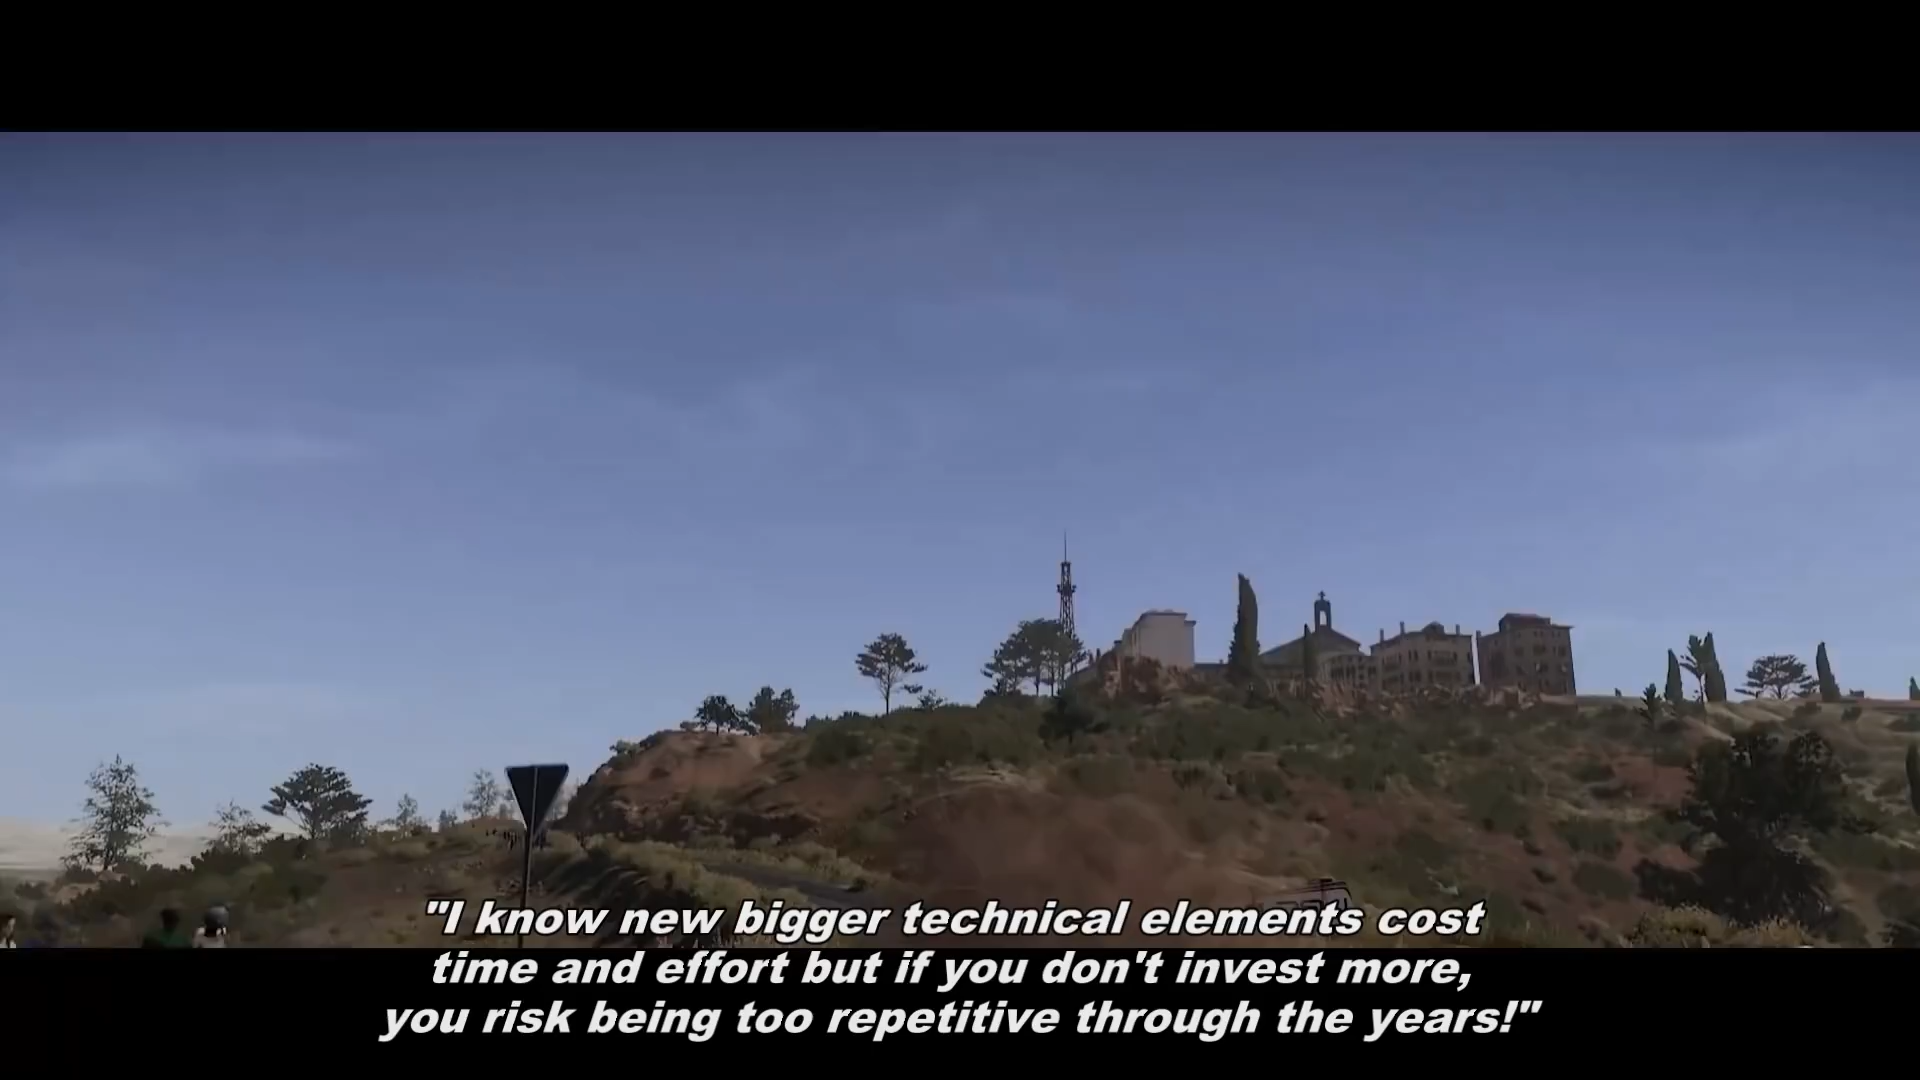 "I know new bigger technical elements cost
time and effort but if you don't invest more,
you risk being too repetitive through the years!"